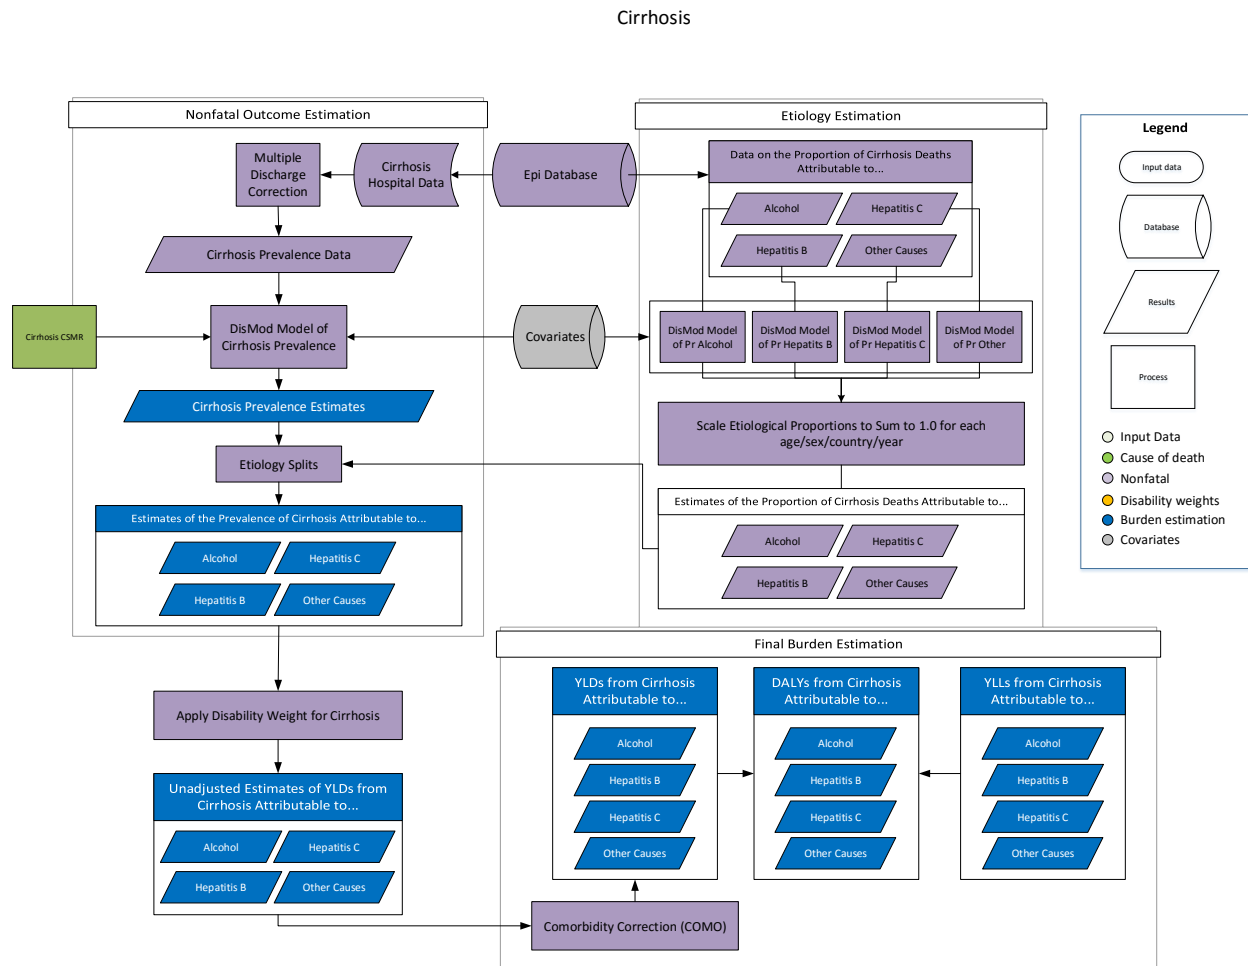 Cirrhosis
Nonfatal Outcome Estimation
Multiple
Discharge
Correction
Cirrhosis
Hospital Data
Epi Database
Cirrhosis Prevalence Data
Cirrhosis CSMR
DisMod Model of
Cirrhosis Prevalence
Covariates
Cirrhosis Prevalence Estimates
Etiology Splits
Estimates of the Prevalence of Cirrhosis Attributable to...
Alcohol
Hepatitis C
Hepatitis B
Other Causes
Apply Disability Weight for Cirrhosis
Unadjusted Estimates of YLDs from
Cirrhosis Attributable to...
Alcohol
Hepatitis C
Hepatitis B
Other Causes
Etiology Estimation
Data on the Proportion of Cirrhosis Deaths
Attributable to...
Alcohol
Hepatitis C
Hepatitis B
Other Causes
DisMod Model
of Pr Alcohol
DisMod Model
of Pr Hepatits B
DisMod Model
of Pr Hepatitis C
DisMod Model
of Pr Other
Scale Etiological Proportions to Sum to 1.0 for each
age/sex/country/year
Estimates of the Proportion of Cirrhosis Deaths Attributable to...
Alcohol
Hepatitis C
Hepatitis B
Other Causes
Final Burden Estimation
YLDs from Cirrhosis
Attributable to...
Alcohol
Hepatitis B
Hepatitis C
Other Causes
DALYs from Cirrhosis
Attributable to...
Alcohol
Hepatitis B
Hepatitis C
Other Causes
YLLs from Cirrhosis
Attributable to...
Alcohol
Hepatitis B
Hepatitis C
Other Causes
Comorbidity Correction (COMO)
Legend
Input data
Database
Results
Process
Input Data
Cause of death
Nonfatal
Disability weights
Burden estimation
Covariates